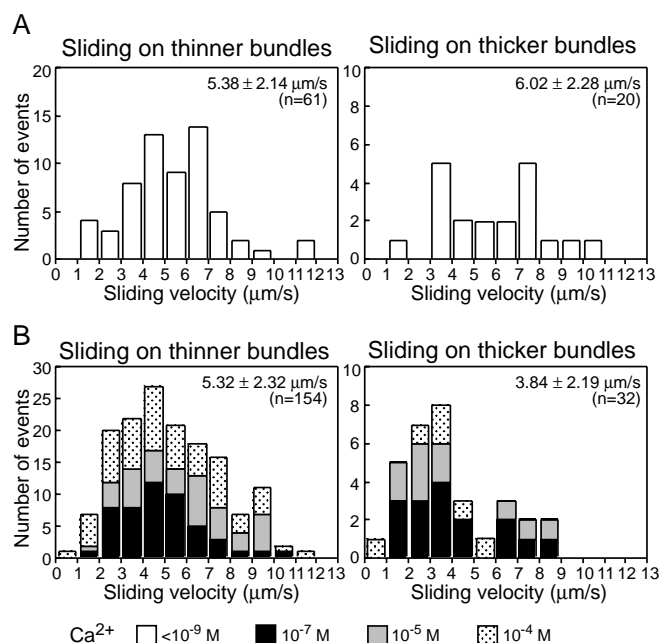 A
Sliding on thinner bundles
Sliding on thicker bundles
5.38 ± 2.14 µm/s
(n=61)
6.02 ± 2.28 µm/s
(n=20)
Number of events
20
15
10
5
0
10
8
6
4
2
0
0 1 2 3 4 5 6 7 8 9 10 11 12 13
0 1 2 3 4 5 6 7 8 9 10 11 12 13
Sliding velocity (µm/s)
Sliding velocity (µm/s)
B
Sliding on thinner bundles
Sliding on thicker bundles
5.32 ± 2.32 µm/s
(n=154)
3.84 ± 2.19 µm/s
(n=32)
Number of events
30
25
20
15
10
5
0
10
8
6
4
2
0
0 1 2 3 4 5 6 7 8 9 10 11 12 13
0 1 2 3 4 5 6 7 8 9 10 11 12 13
Sliding velocity (µm/s)
Sliding velocity (µm/s)
Ca²⁺ <10⁻⁹ M 10⁻⁷ M 10⁻⁵ M 10⁻⁴ M